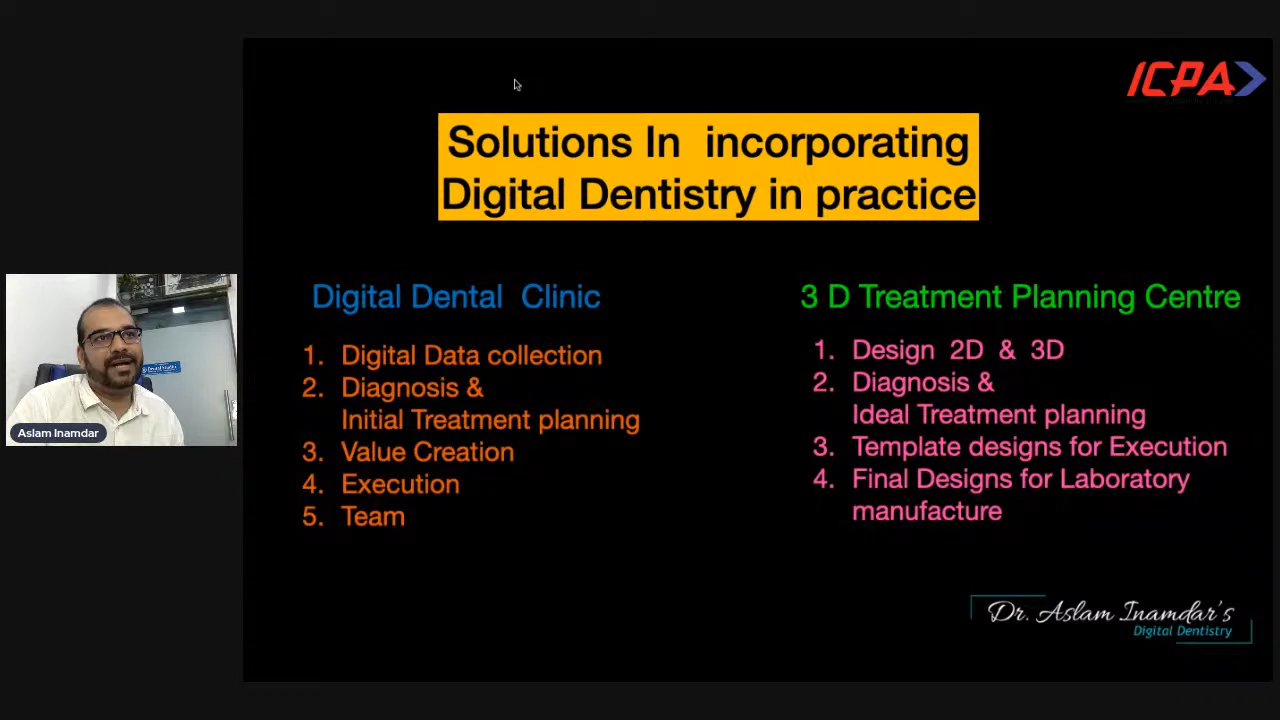 ICPA
Solutions In incorporating
Digital Dentistry in practice
Digital Dental Clinic
1. Digital Data collection
2. Diagnosis &
Initial Treatment planning
3. Value Creation
4. Execution
5. Team
3 D Treatment Planning Centre
1. Design 2D & 3D
2. Diagnosis &
Ideal Treatment planning
3. Template designs for Execution
4. Final Designs for Laboratory
manufacture
Aslam Inamdar
Dr. Aslam Inamdar's
Digital Dentistry